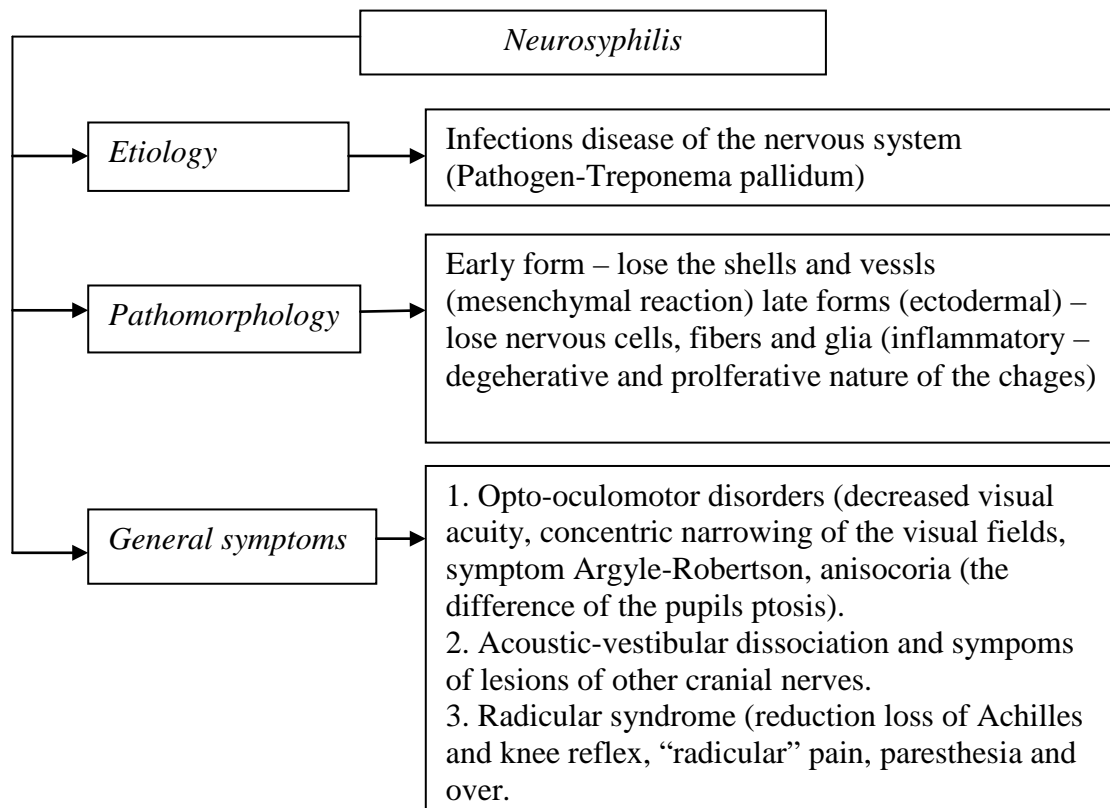 Neurosyphilis
Etiology
Infections disease of the nervous system
(Pathogen-Treponema pallidum)
Pathomorphology
Early form – lose the shells and vessls
(mesenchymal reaction) late forms (ectodermal) –
lose nervous cells, fibers and glia (inflammatory –
degeherative and prolferative nature of the chages)
General symptoms
1. Opto-oculomotor disorders (decreased visual
acuity, concentric narrowing of the visual fields,
symptom Argyle-Robertson, anisocoria (the
difference of the pupils ptosis).
2. Acoustic-vestibular dissociation and sympoms
of lesions of other cranial nerves.
3. Radicular syndrome (reduction loss of Achilles
and knee reflex, “radicular” pain, paresthesia and
over.